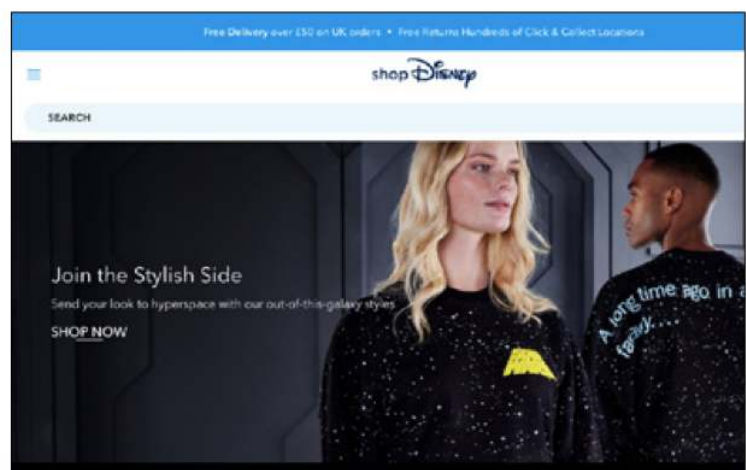 Free Delivery over £50 on UK orders • Free Returns Hundreds of Click & Collect Locations
shop Disney
SEARCH
Join the Stylish Side
Send your look to hyperspace with our out-of-this-galaxy styles
SHOP NOW
A long time ago in a